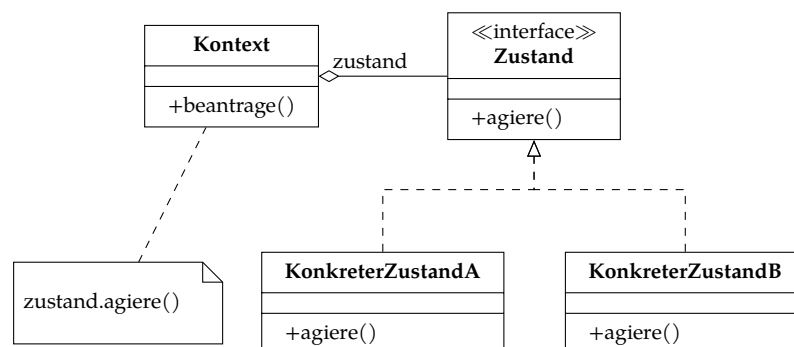 Kontext
+beantrage()
zustand
≪interface≫
Zustand
+agiere()
zustand.agiere()
KonkreterZustandA
+agiere()
KonkreterZustandB
+agiere()